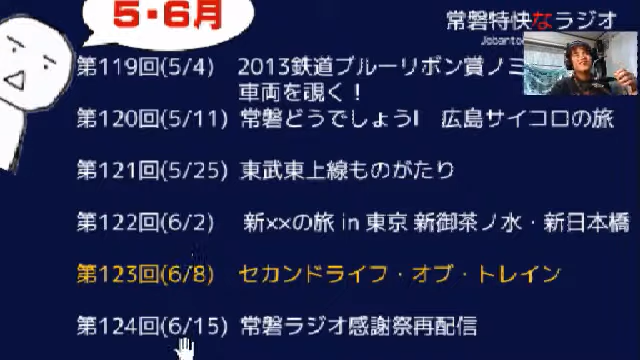 5・6月
常磐特快なラジオ
第119回(5/4) 2013鉄道ブルーリボン賞ノミ
車両を覗く！
第120回(5/11) 常磐どうでしょうI 広島サイコロの旅
第121回(5/25) 東武東上線ものがたり
第122回(6/2) 新××の旅 in 東京 新御茶ノ水・新日本橋
第123回(6/8) セカンドライフ・オブ・トレイン
第124回(6/15) 常磐ラジオ感謝祭再配信